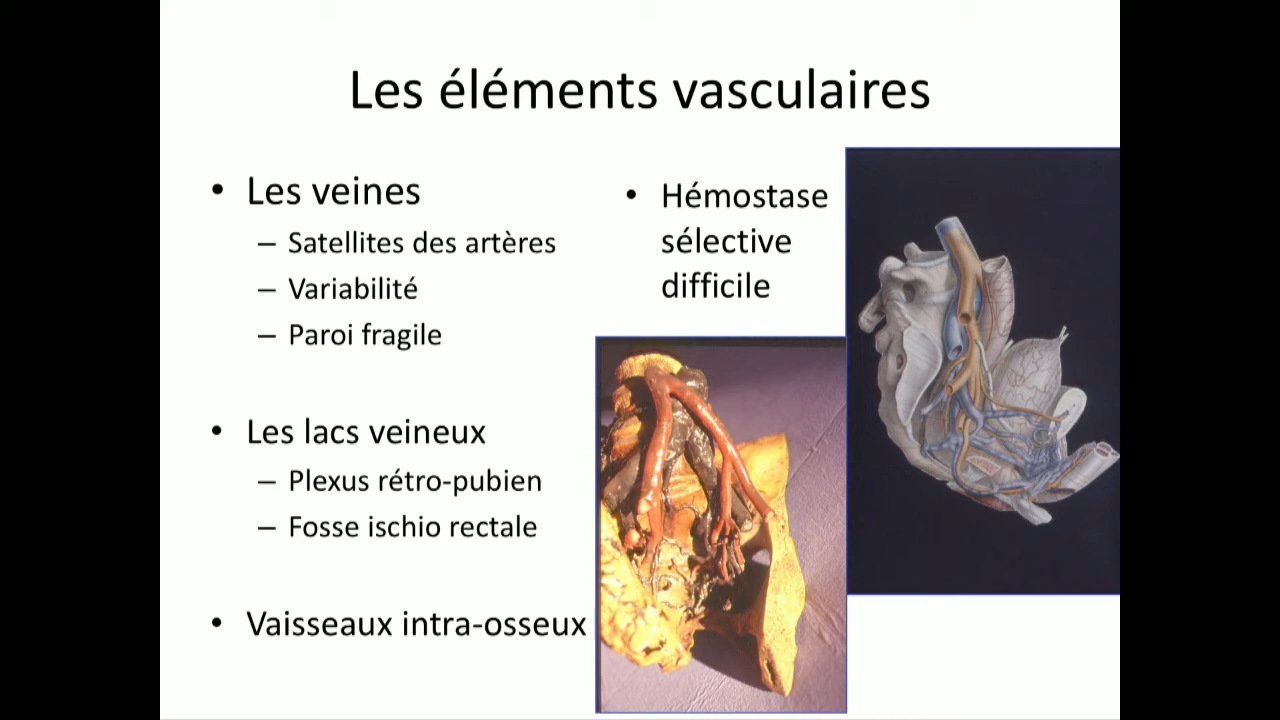 Les éléments vasculaires
• Les veines
– Satellites des artères
– Variabilité
– Paroi fragile
• Les lacs veineux
– Plexus rétro-pubien
– Fosse ischio rectale
• Vaisseaux intra-osseux
• Hémostase
sélective
difficile